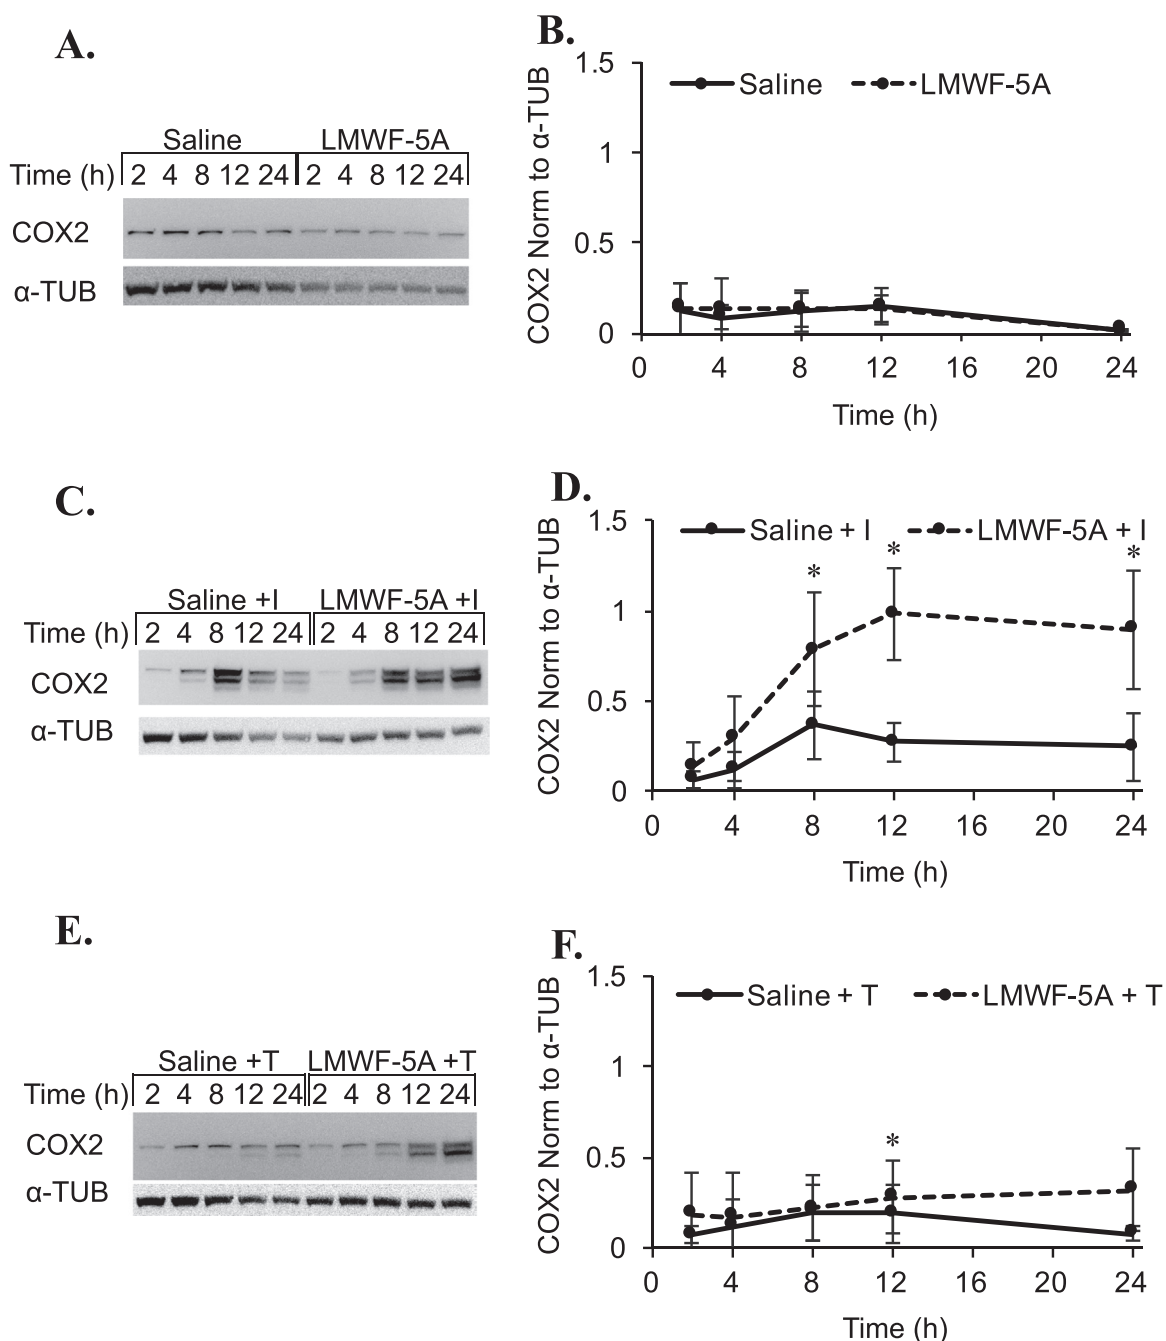 A.
Saline LMWF-5A
Time (h) 2 4 8 12 24 2 4 8 12 24
COX2
α-TUB
B.
COX2 Norm to α-TUB
1.5
1
0.5
0
Saline LMWF-5A
0 4 8 12 16 20 24
Time (h)
C.
Saline +I LMWF-5A +I
Time (h) 2 4 8 12 24 2 4 8 12 24
COX2
α-TUB
D.
COX2 Norm to α-TUB
1.5
1
0.5
0
Saline + I LMWF-5A + I
* * *
0 4 8 12 16 20 24
Time (h)
E.
Saline +T LMWF-5A +T
Time (h) 2 4 8 12 24 2 4 8 12 24
COX2
α-TUB
F.
COX2 Norm to α-TUB
1.5
1
0.5
0
Saline + T LMWF-5A + T
*
0 4 8 12 16 20 24
Time (h)